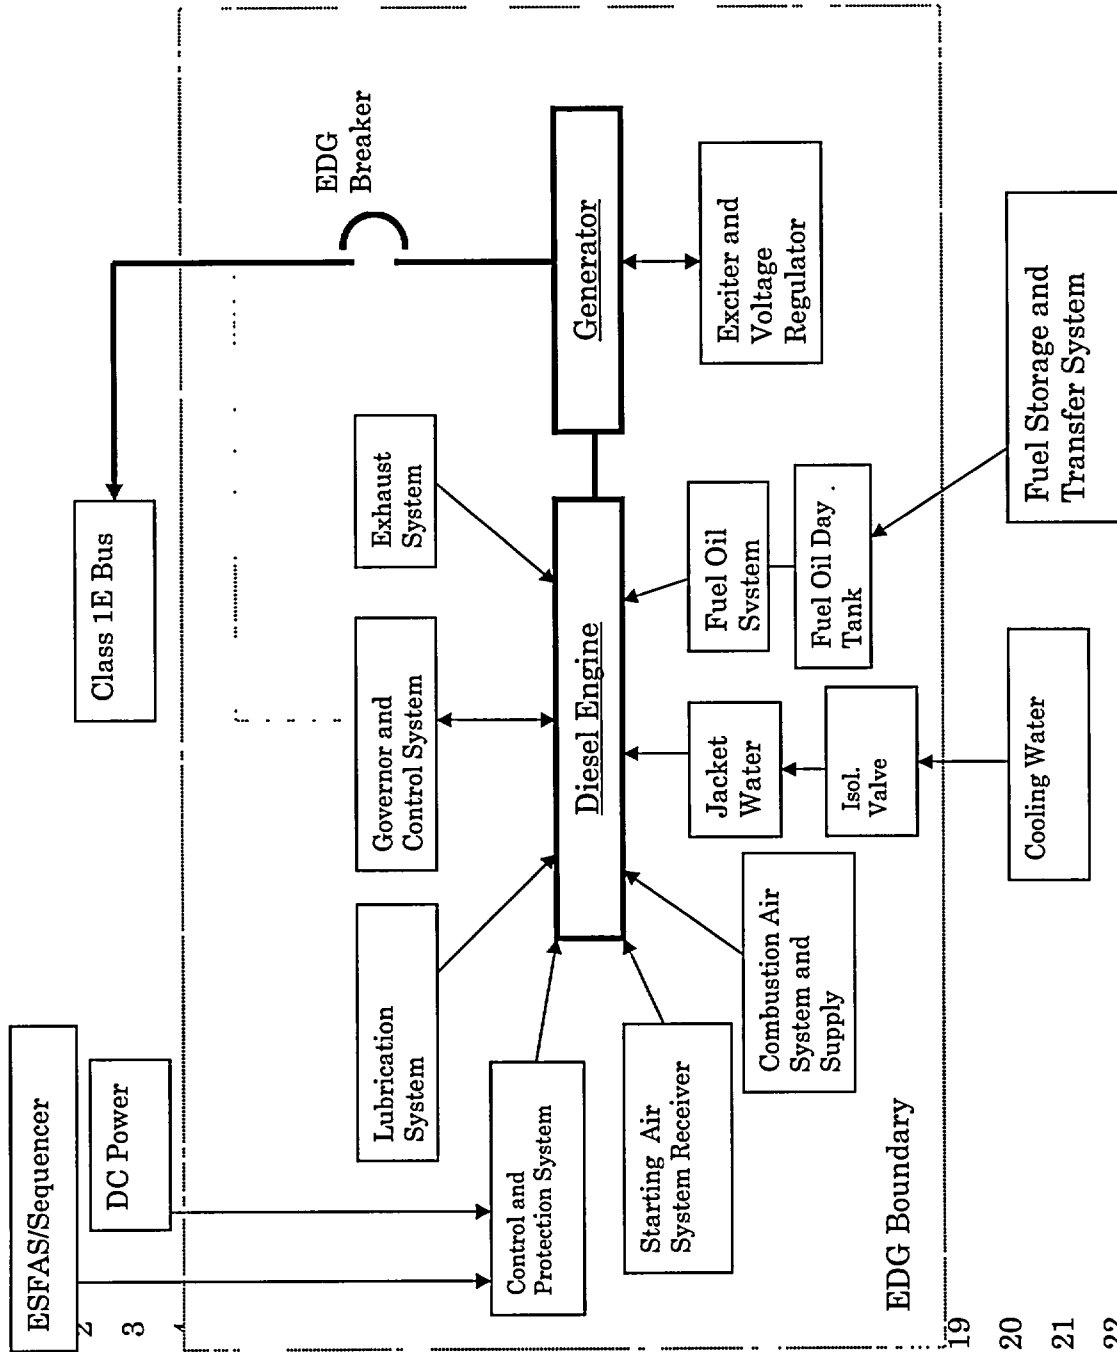 ESFAS/Sequencer
DC Power
Class 1E Bus
EDG
Breaker
Lubrication
System
Governor and
Control System
Exhaust
System
Control and
Protection System
Diesel Engine
Generator
Starting Air
System Receiver
Combustion Air
System and
Supply
Jacket
Water
Isol.
Valve
Fuel Oil
System
Fuel Oil Day .
Tank
Exciter and
Voltage
Regulator
EDG Boundary
Cooling Water
Fuel Storage and
Transfer System
2
3
19
20
21
22